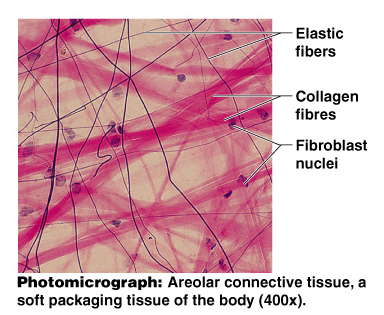 Elastic
fibers
Collagen
fibres
Fibroblast
nuclei
Photomicrograph: Areolar connective tissue, a
soft packaging tissue of the body (400x).